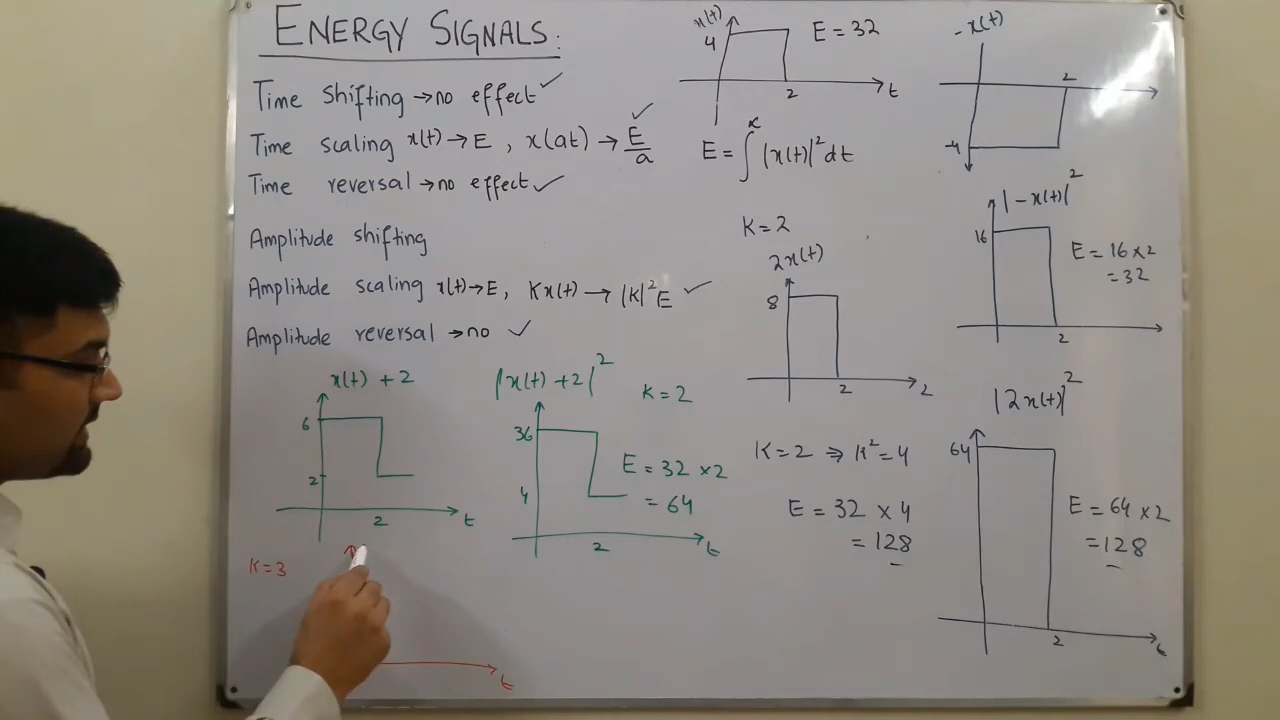 ENERGY SIGNALS:
Time Shifting → no effect ✓
Time scaling x(t) → E , x(at) → E/a ✓
Time reversal → no effect ✓
Amplitude shifting
Amplitude scaling x(t) → E, Kx(t) → |K|²E ✓
Amplitude reversal → no ✓
x(t)
4
2
t
E = 32
E = ∫ |x(t)|² dt
-x(t)
2
-4
|-x(t)|²
16
2
E = 16 × 2
= 32
K = 2
2x(t)
8
2
K = 2 ⇒ K² = 4
E = 32 × 4
= 128
|2x(t)|²
64
2
t
E = 64 × 2
= 128
x(t) + 2
6
2
2
t
|x(t) + 2|²
K = 2
36
4
2
t
E = 32 × 2
= 64
K = 3
t